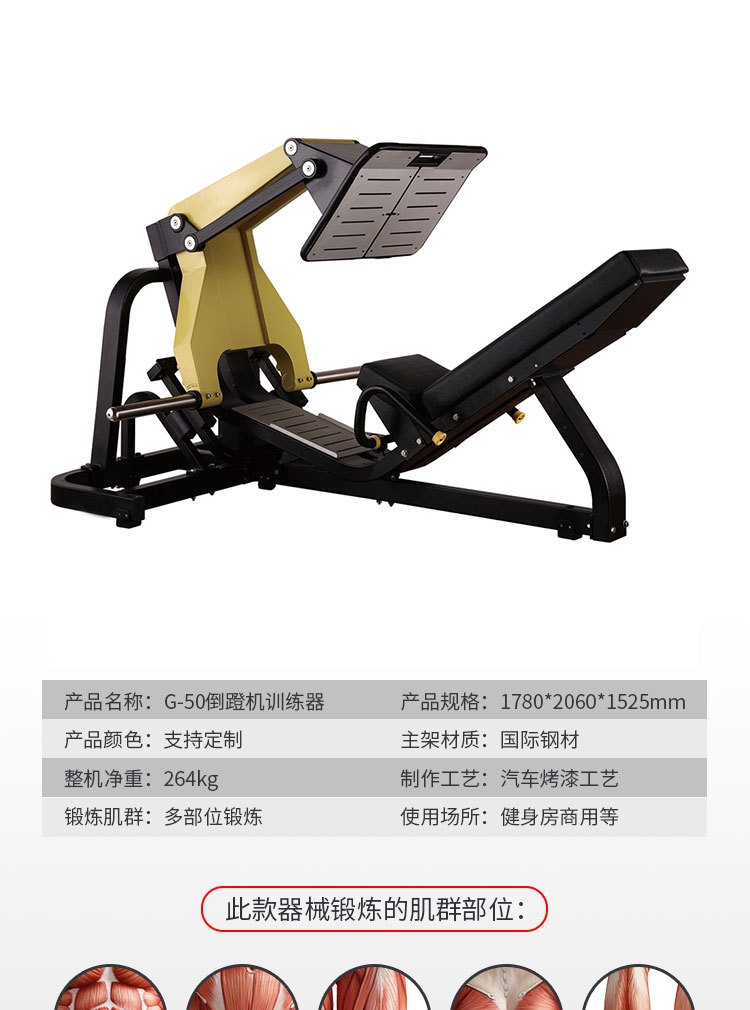 产品名称：G-50倒蹬机训练器 产品规格：1780*2060*1525mm
产品颜色：支持定制 主架材质：国际钢材
整机净重：264kg 制作工艺：汽车烤漆工艺
锻炼肌群：多部位锻炼 使用场所：健身房商用等
此款器械锻炼的肌群部位：